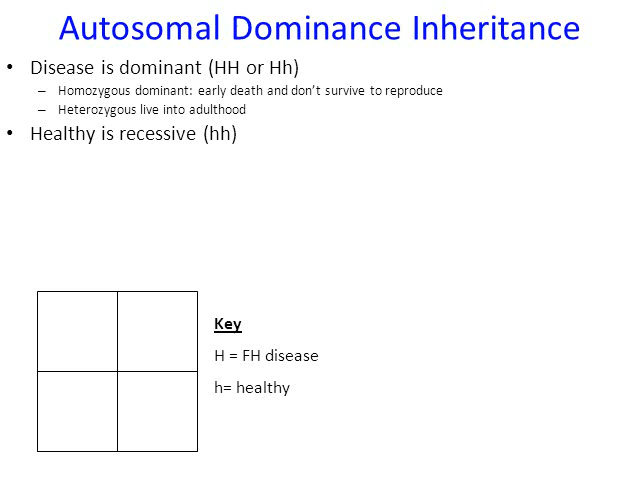 Autosomal Dominance Inheritance
• Disease is dominant (HH or Hh)
– Homozygous dominant: early death and don't survive to reproduce
– Heterozygous live into adulthood
• Healthy is recessive (hh)
Key
H = FH disease
h= healthy